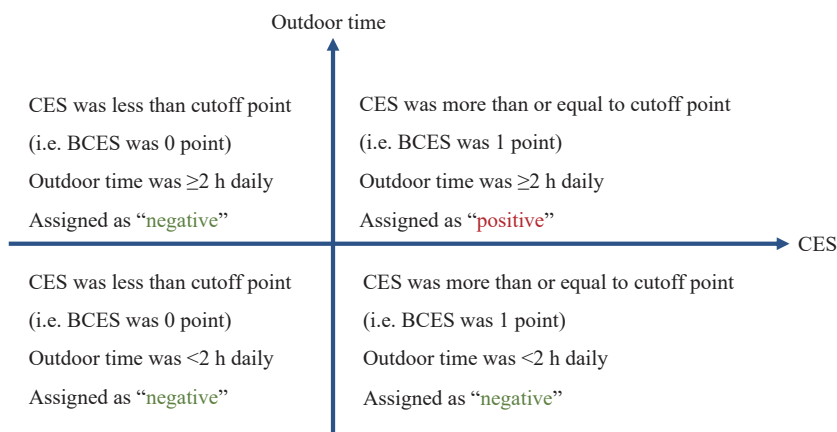 Outdoor time
CES was less than cutoff point
(i.e. BCES was 0 point)
Outdoor time was ≥2 h daily
Assigned as “negative”
CES was more than or equal to cutoff point
(i.e. BCES was 1 point)
Outdoor time was ≥2 h daily
Assigned as “positive”
CES
CES was less than cutoff point
(i.e. BCES was 0 point)
Outdoor time was <2 h daily
Assigned as “negative”
CES was more than or equal to cutoff point
(i.e. BCES was 1 point)
Outdoor time was <2 h daily
Assigned as “negative”